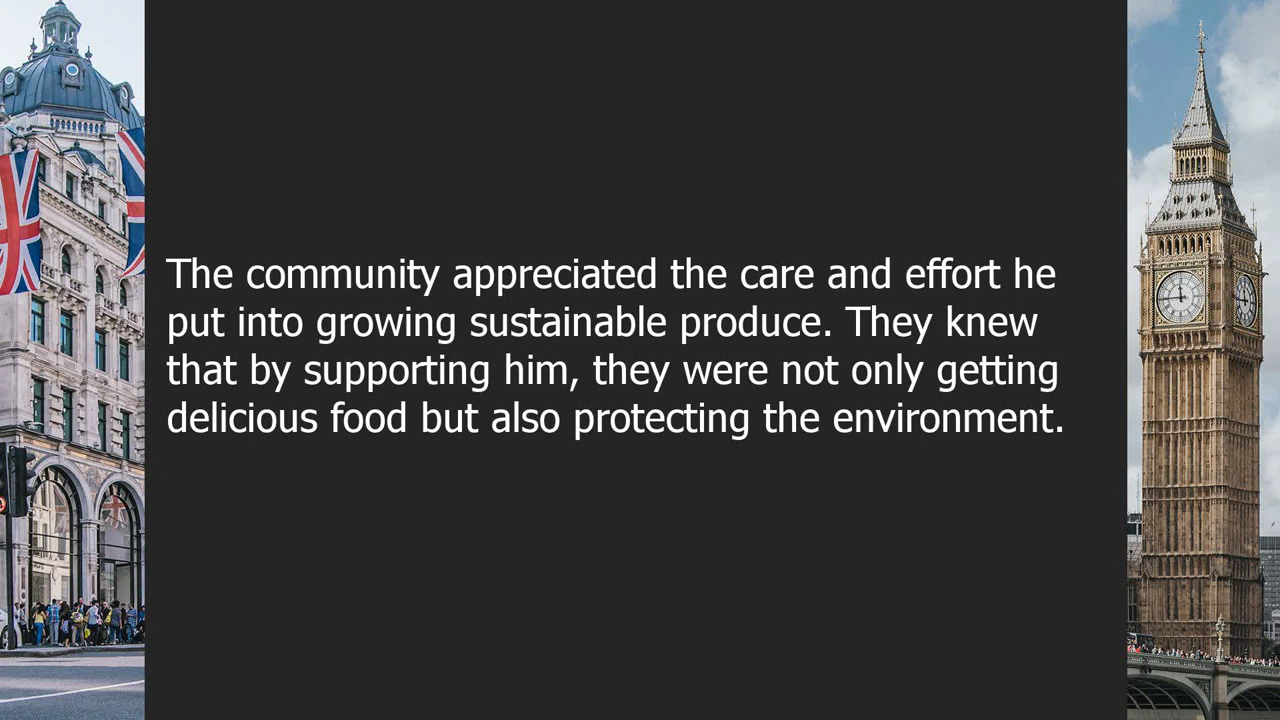 The community appreciated the care and effort he
put into growing sustainable produce. They knew
that by supporting him, they were not only getting
delicious food but also protecting the environment.